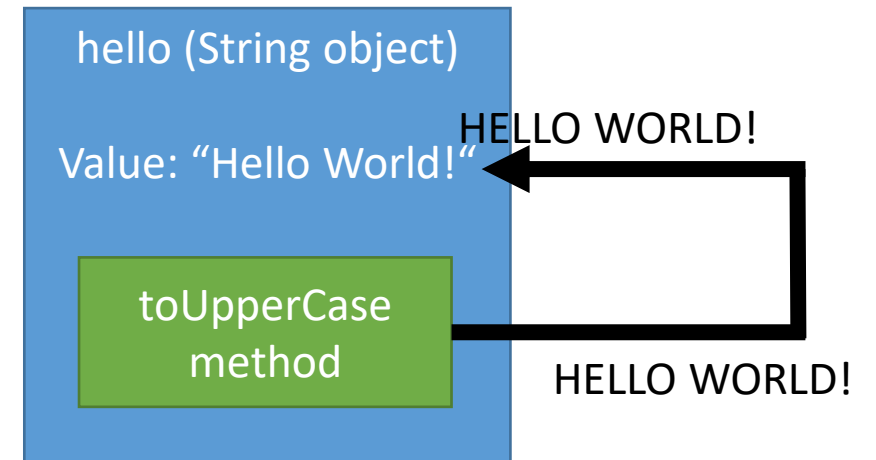 hello (String object)
HELLO WORLD!
Value: “Hello World!“
toUpperCase
method
HELLO WORLD!